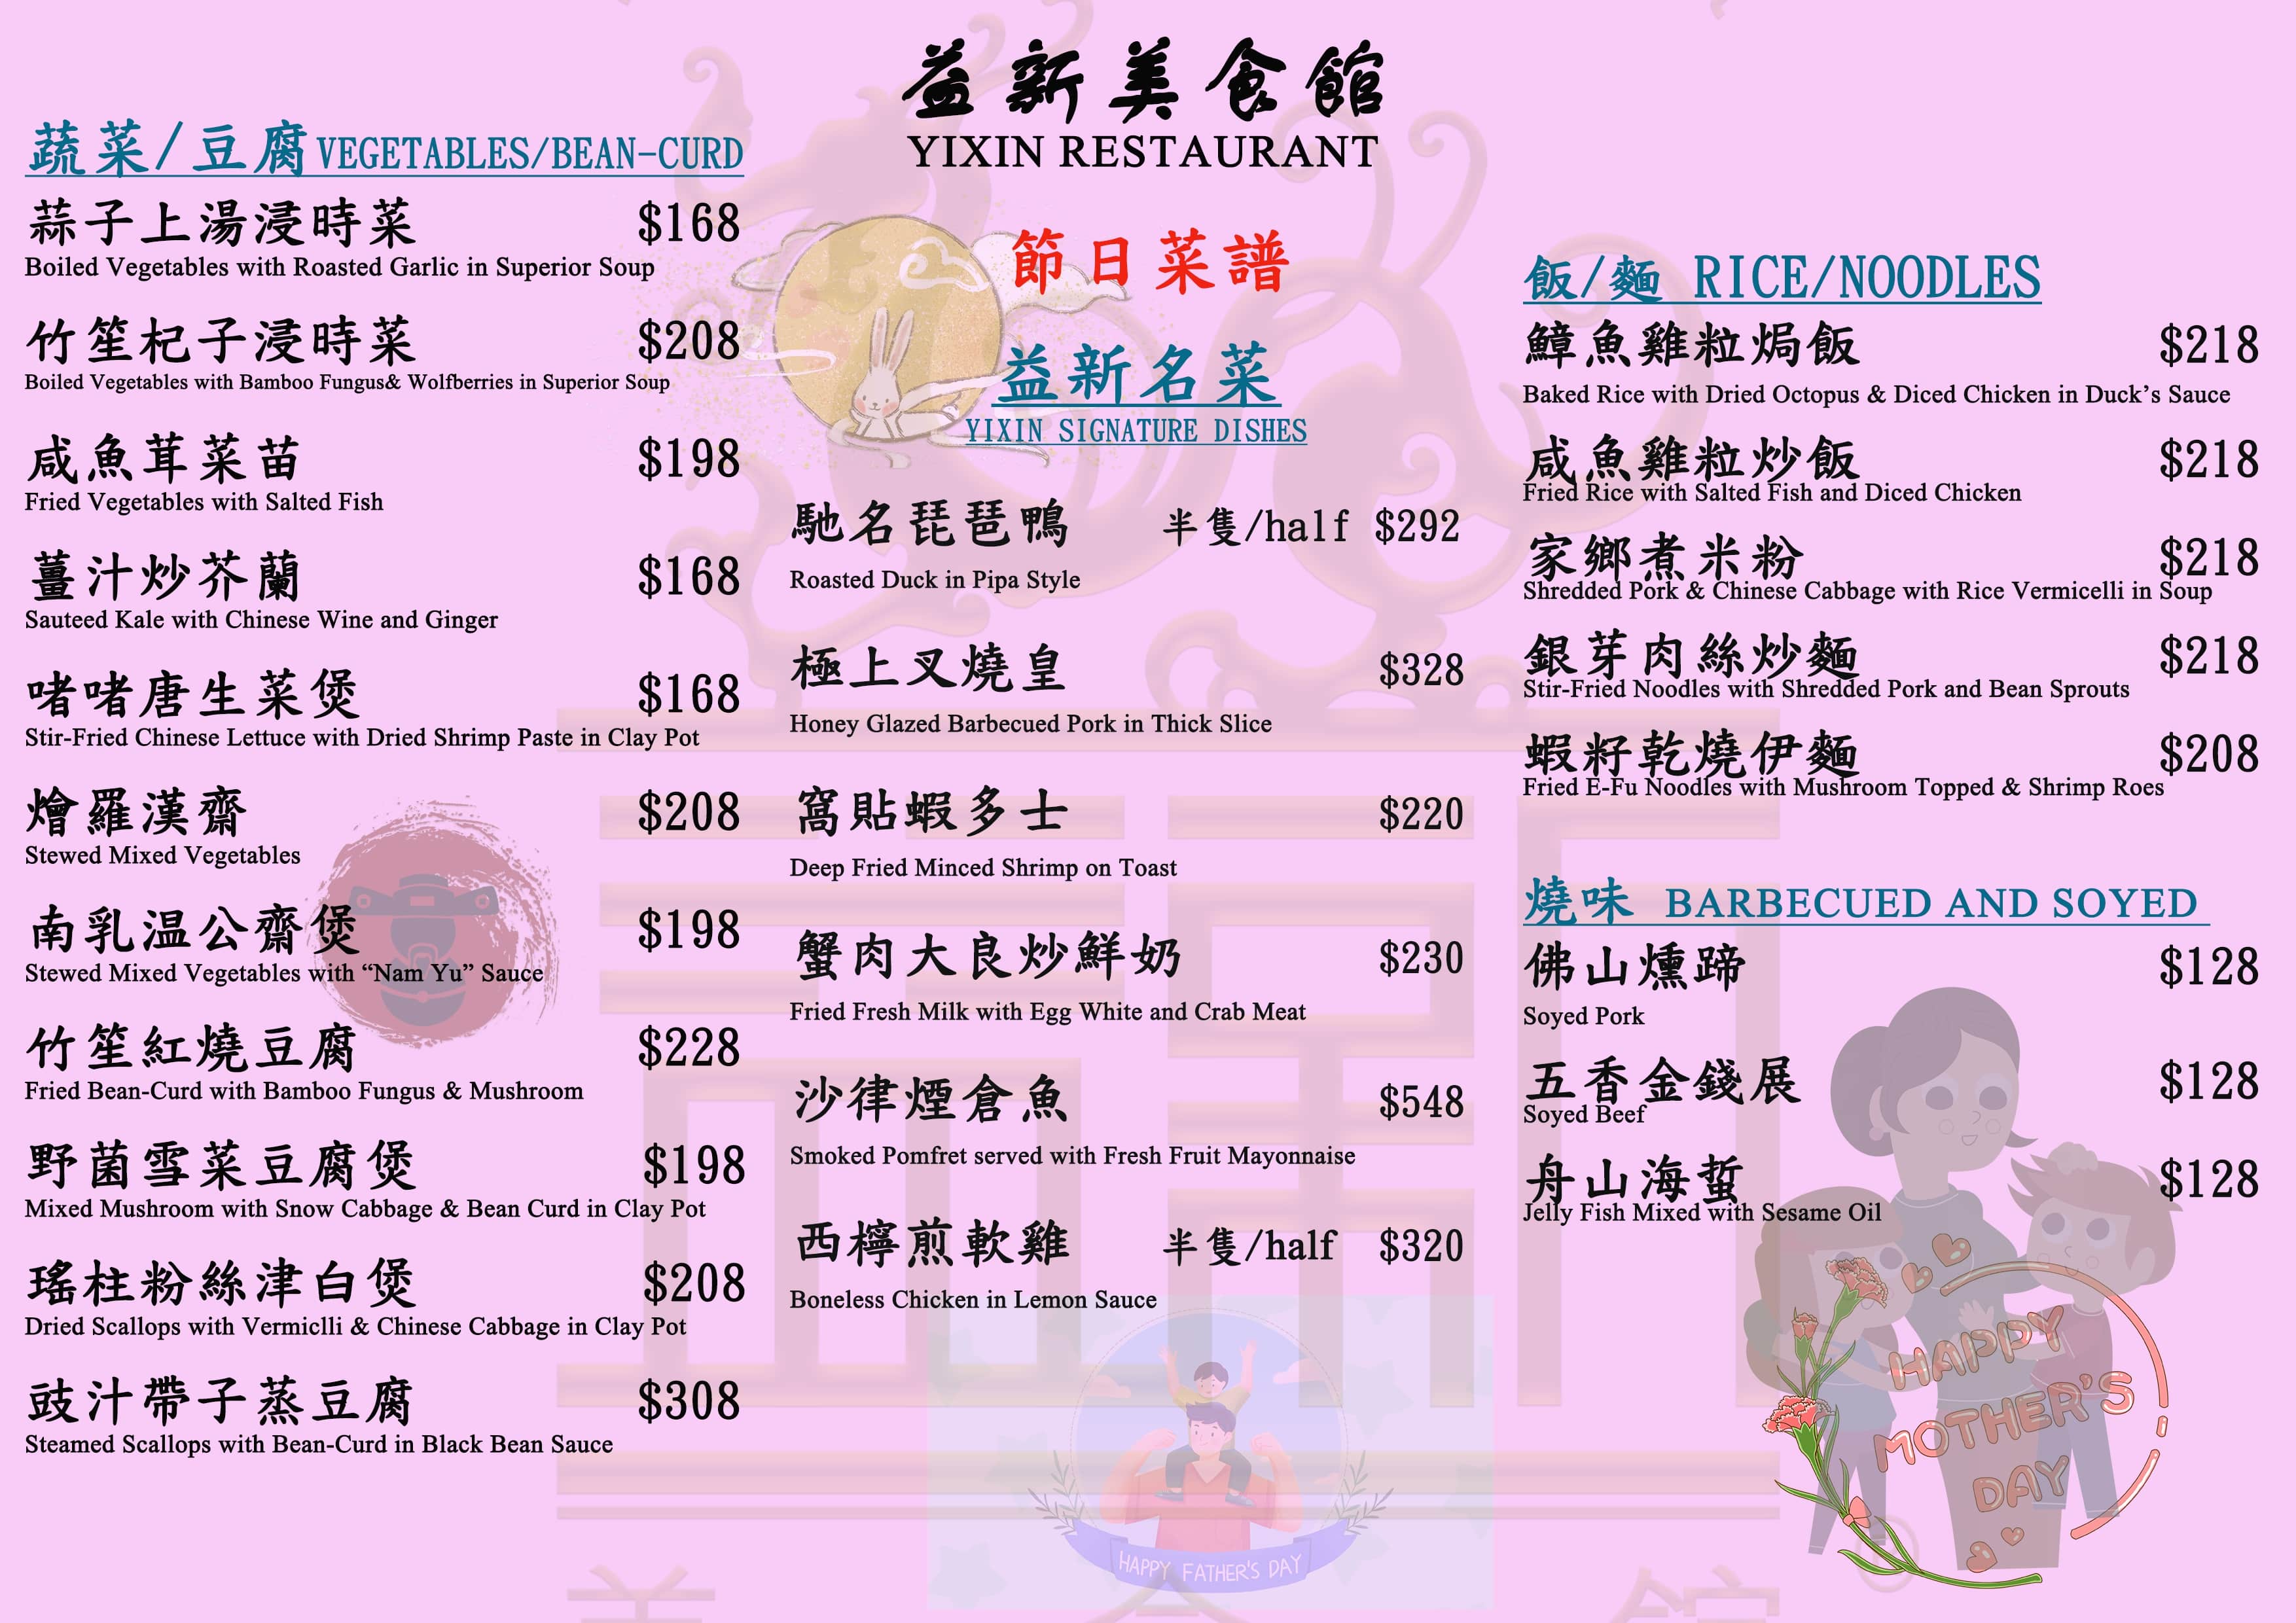 益新美食館
YIXIN RESTAURANT
節日菜譜
蔬菜/豆腐 VEGETABLES/BEAN-CURD
蒜子上湯浸時菜 $168
Boiled Vegetables with Roasted Garlic in Superior Soup
竹笙杞子浸時菜 $208
Boiled Vegetables with Bamboo Fungus& Wolfberries in Superior Soup
咸魚茸菜苗 $198
Fried Vegetables with Salted Fish
薑汁炒芥蘭 $168
Sauteed Kale with Chinese Wine and Ginger
啫啫唐生菜煲 $168
Stir-Fried Chinese Lettuce with Dried Shrimp Paste in Clay Pot
燴羅漢齋 $208
Stewed Mixed Vegetables
南乳温公齋煲 $198
Stewed Mixed Vegetables with “Nam Yu” Sauce
竹笙紅燒豆腐 $228
Fried Bean-Curd with Bamboo Fungus & Mushroom
野菌雪菜豆腐煲 $198
Mixed Mushroom with Snow Cabbage & Bean Curd in Clay Pot
瑤柱粉絲津白煲 $208
Dried Scallops with Vermiclli & Chinese Cabbage in Clay Pot
豉汁帶子蒸豆腐 $308
Steamed Scallops with Bean-Curd in Black Bean Sauce
益新名菜
YIXIN SIGNATURE DISHES
馳名琵琶鴨 半隻/half $292
Roasted Duck in Pipa Style
極上叉燒皇 $328
Honey Glazed Barbecued Pork in Thick Slice
窩貼蝦多士 $220
Deep Fried Minced Shrimp on Toast
蟹肉大良炒鮮奶 $230
Fried Fresh Milk with Egg White and Crab Meat
沙律煙倉魚 $548
Smoked Pomfret served with Fresh Fruit Mayonnaise
西檸煎軟雞 半隻/half $320
Boneless Chicken in Lemon Sauce
HAPPY FATHER'S DAY
飯/麵 RICE/NOODLES
鱆魚雞粒焗飯 $218
Baked Rice with Dried Octopus & Diced Chicken in Duck’s Sauce
咸魚雞粒炒飯 $218
Fried Rice with Salted Fish and Diced Chicken
家鄉煮米粉 $218
Shredded Pork & Chinese Cabbage with Rice Vermicelli in Soup
銀芽肉絲炒麵 $218
Stir-Fried Noodles with Shredded Pork and Bean Sprouts
蝦籽乾燒伊麵 $208
Fried E-Fu Noodles with Mushroom Topped & Shrimp Roes
燒味 BARBECUED AND SOYED
佛山燻蹄 $128
Soyed Pork
五香金錢展 $128
Soyed Beef
舟山海蜇 $128
Jelly Fish Mixed with Sesame Oil
HAPPY
MOTHER'S
DAY